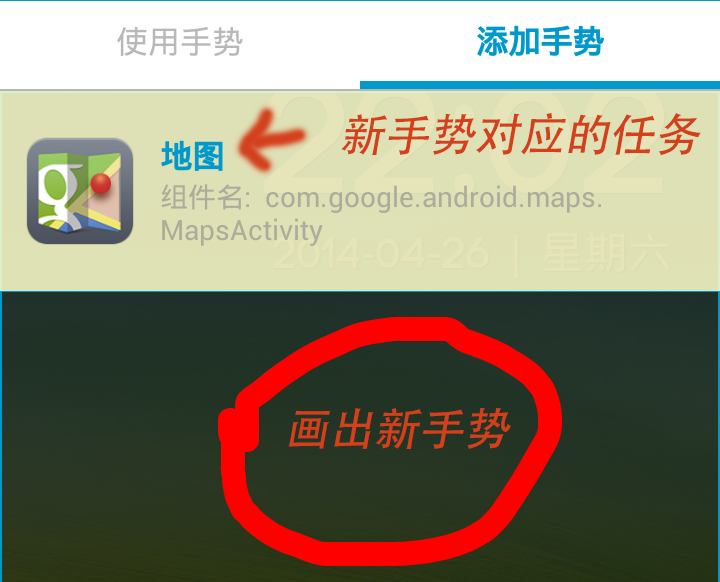 使用手势
添加手势
22:02
地图
新手势对应的任务
组件名: com.google.android.maps.
MapsActivity
2014-04-26 | 星期六
画出新手势